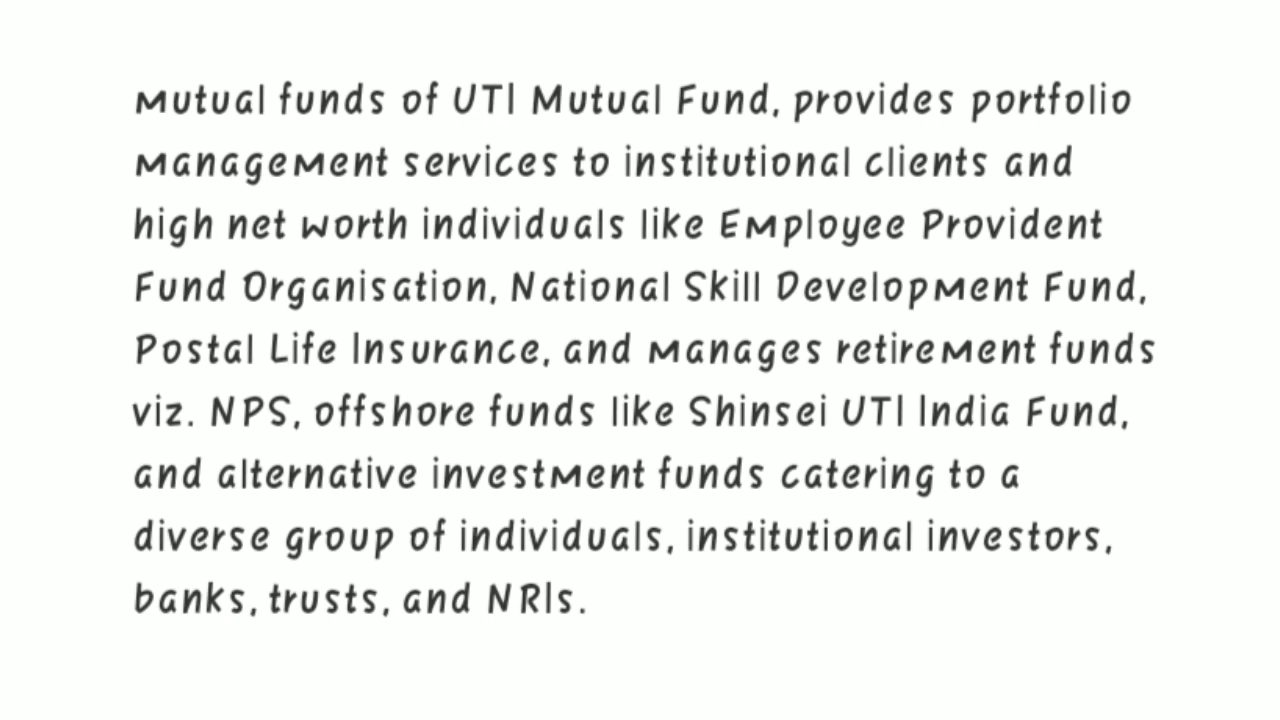 Mutual funds of UTI Mutual Fund, provides portfolio
management services to institutional clients and
high net worth individuals like Employee Provident
Fund Organisation, National Skill Development Fund,
Postal Life Insurance, and manages retirement funds
viz. NPS, offshore funds like Shinsei UTI India Fund,
and alternative investment funds catering to a
diverse group of individuals, institutional investors,
banks, trusts, and NRIs.